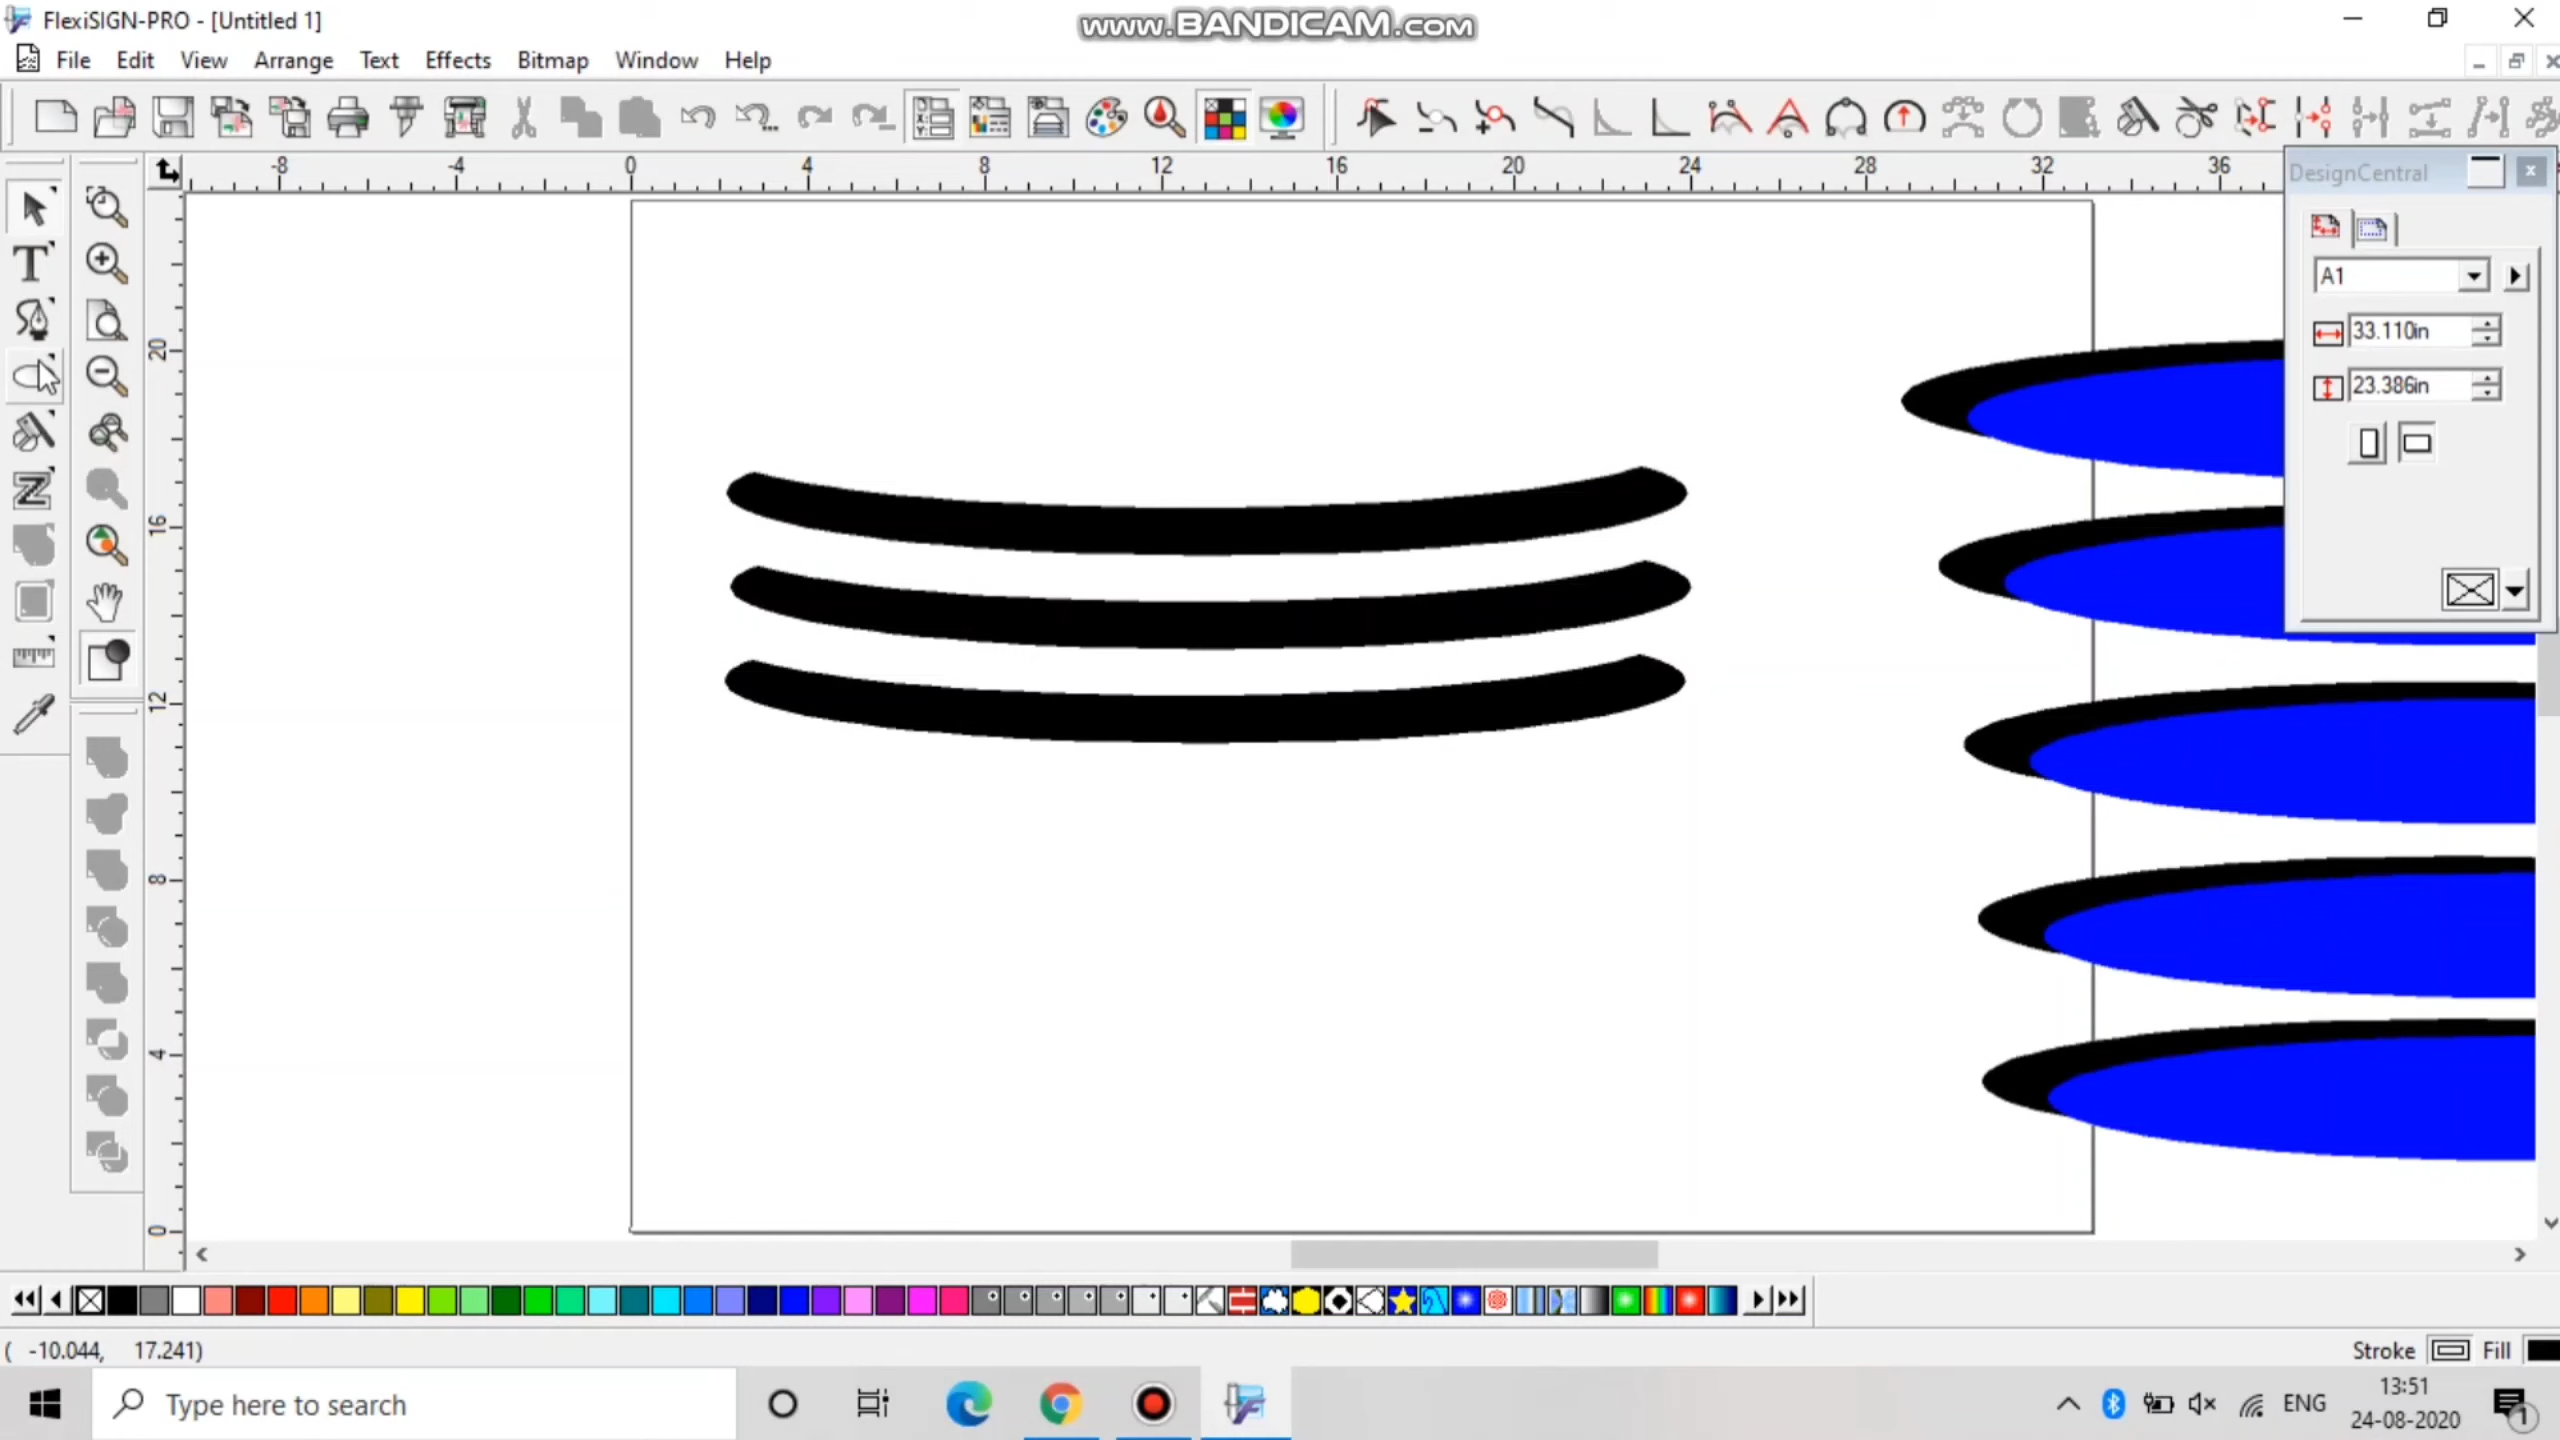 FlexiSIGN-PRO - [Untitled 1]
www.BANDICAM.com
File Edit View Arrange Text Effects Bitmap Window Help
-8 -4 0 4 8 12 16 20 24 28 32 36
DesignCentral
A1
33.110in
23.386in
20
16
12
8
4
0
( -10.044, 17.241)
Stroke Fill
Type here to search
ENG
13:51
24-08-2020
1